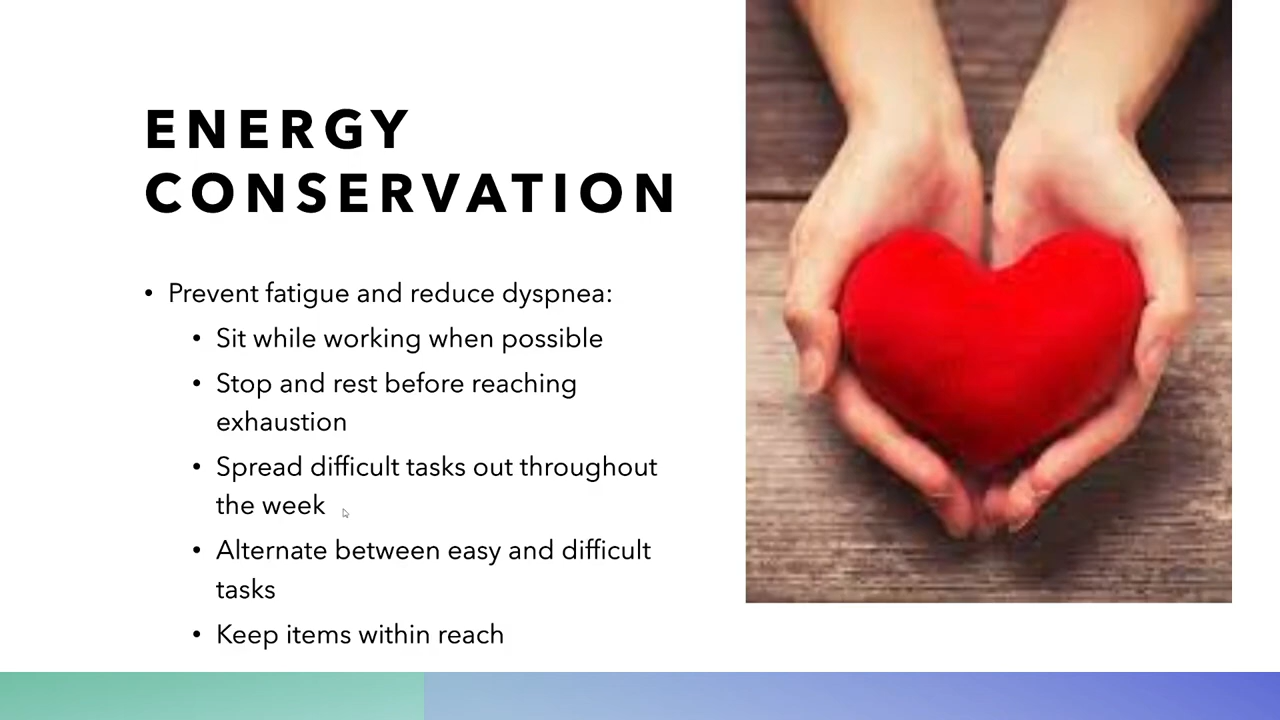 ENERGY
CONSERVATION
• Prevent fatigue and reduce dyspnea:
• Sit while working when possible
• Stop and rest before reaching
exhaustion
• Spread difficult tasks out throughout
the week
• Alternate between easy and difficult
tasks
• Keep items within reach